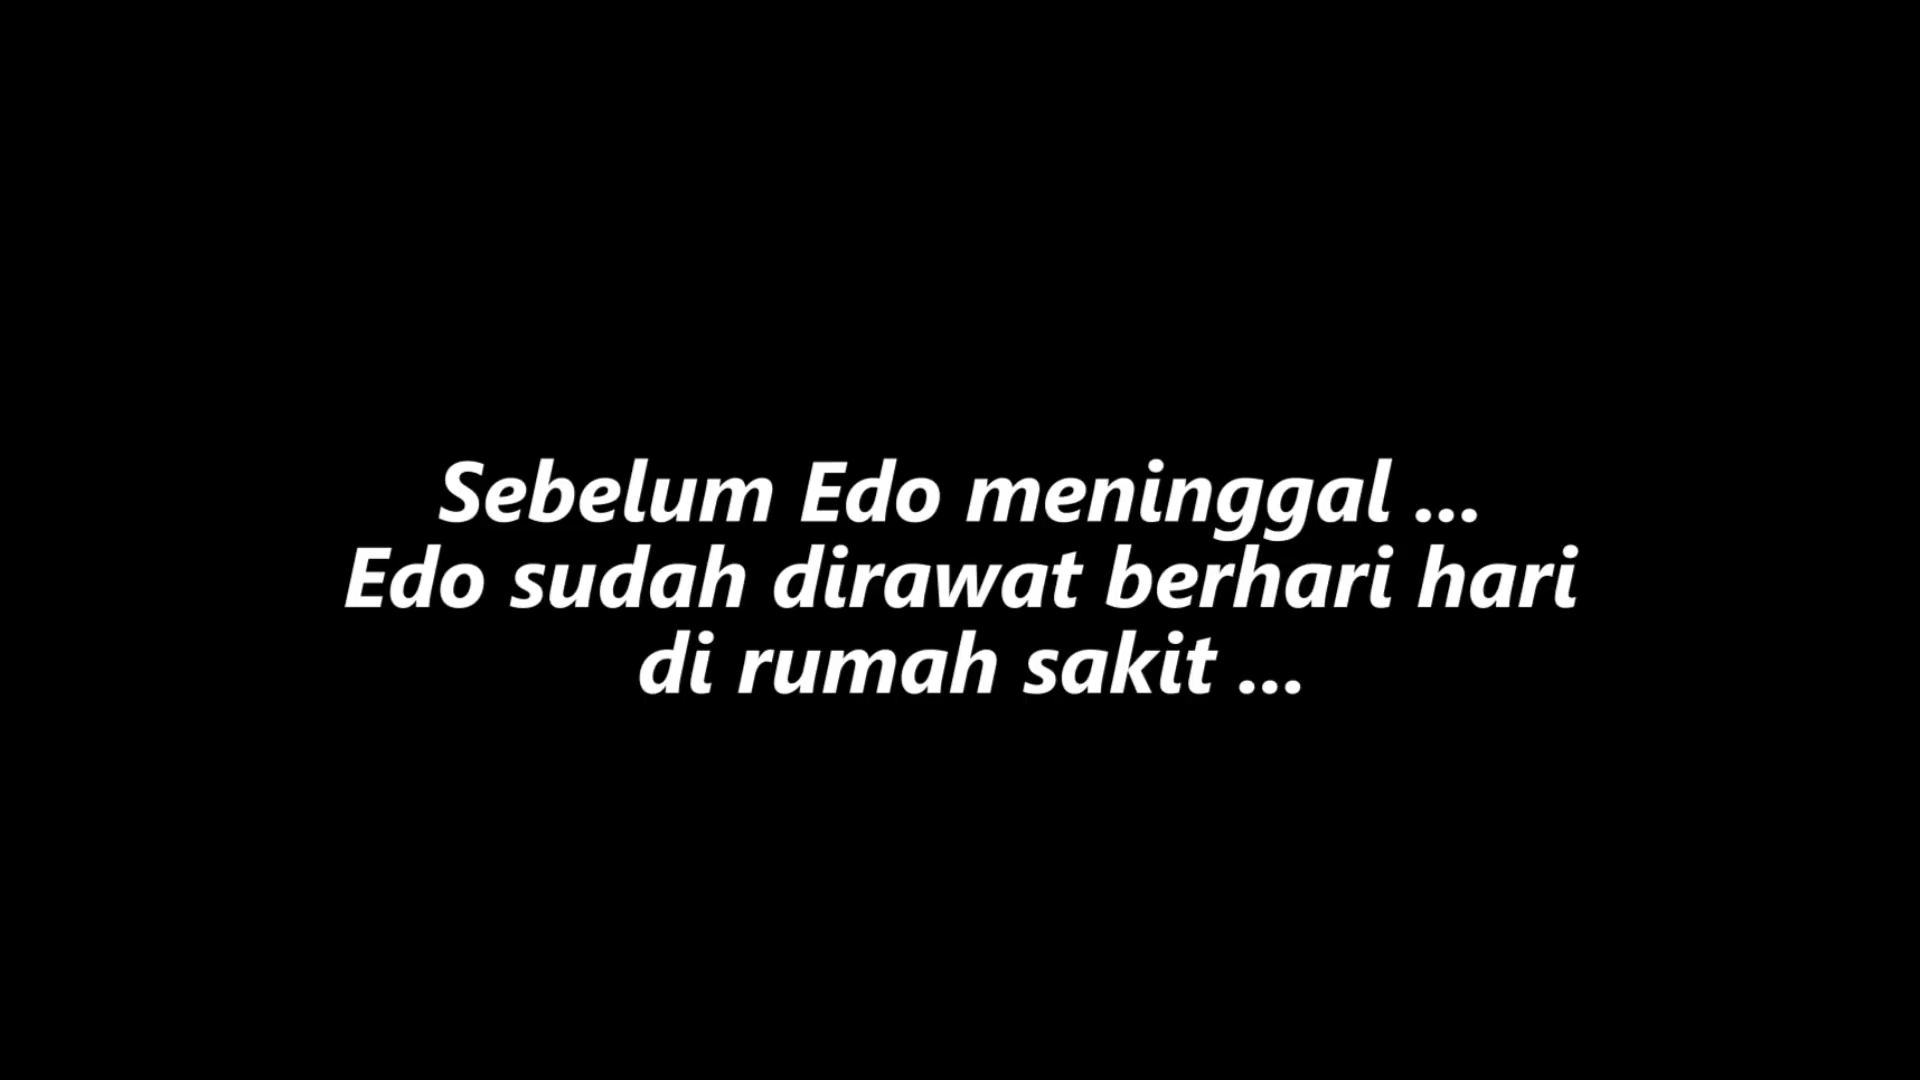 Sebelum Edo meninggal ...
Edo sudah dirawat berhari hari
di rumah sakit ...